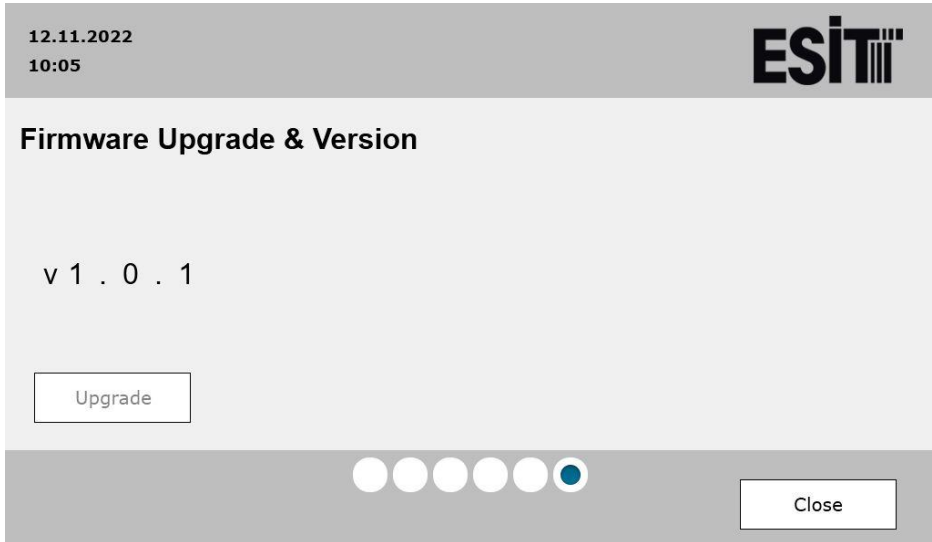 12.11.2022
10:05
ESİT
Firmware Upgrade & Version
v 1 . 0 . 1
Upgrade
Close